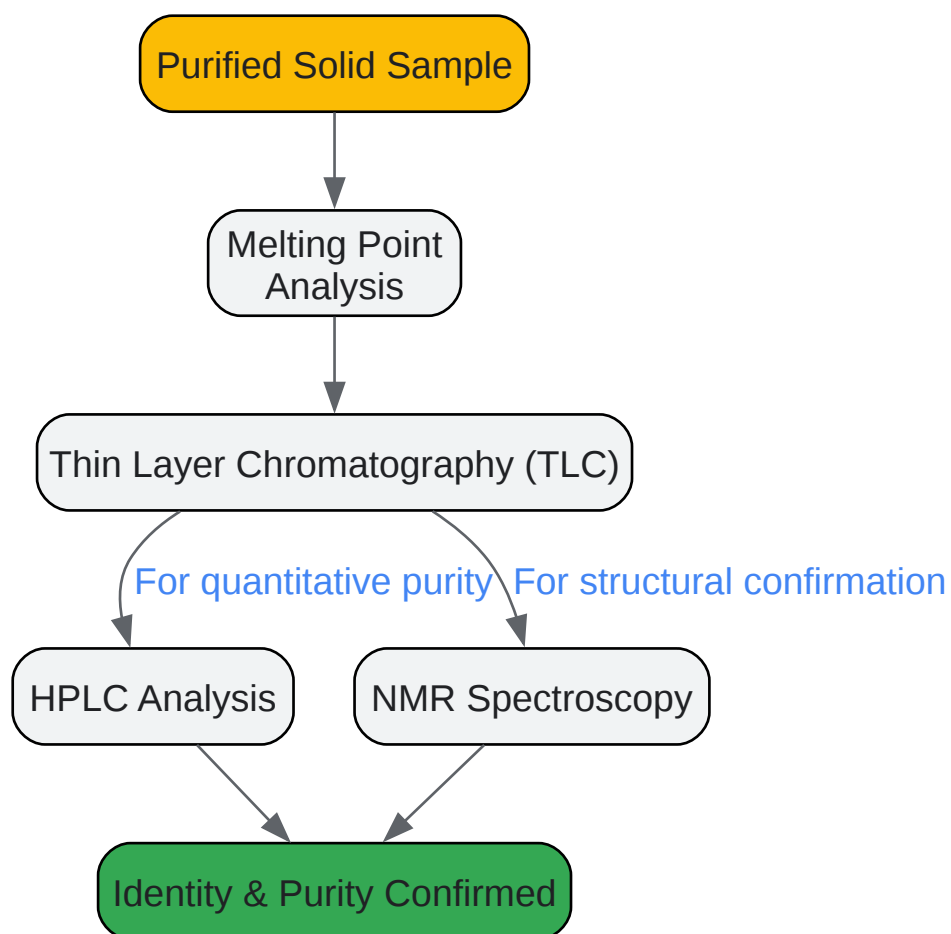 Purified Solid Sample
Melting Point
Analysis
Thin Layer Chromatography (TLC)
For quantitative purity
For structural confirmation
HPLC Analysis
NMR Spectroscopy
Identity & Purity Confirmed